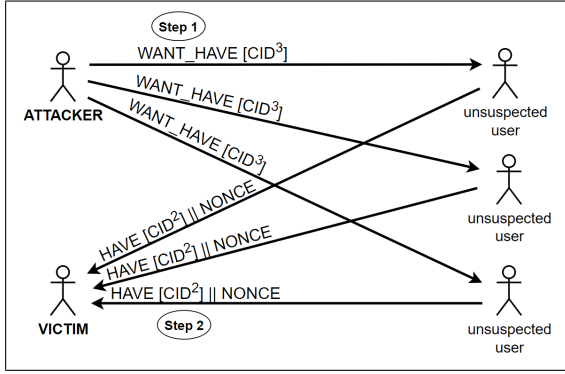 Step 1
WANT_HAVE [CID³]
WANT_HAVE [CID³]
WANT_HAVE [CID³]
ATTACKER
unsuspected
user
unsuspected
user
HAVE [CID²] || NONCE
HAVE [CID²] || NONCE
HAVE [CID²] || NONCE
VICTIM
Step 2
unsuspected
user